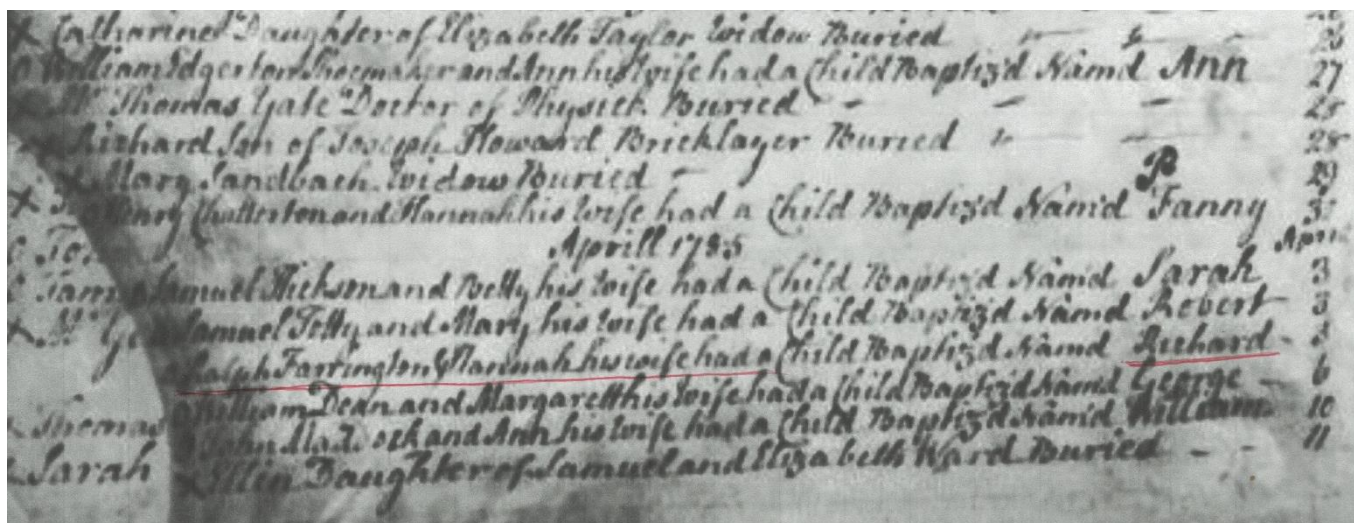 Catharine Daughter of Elizabeth Taylor Widow Buried 26
William Edgerton Shoemaker and Ann his Wife had a Child Baptiz'd Nam'd Ann 27
Mr Thomas Yate Doctor of Physick Buried 28
Richard Son of Joseph Howard Bricklayer Buried 28
Mary Sandbach Widow Buried 29
P
Henry Chatterton and Hannah his Wife had a Child Baptiz'd Nam'd Fanny 31
Aprill 1735 Aprill
Samuel Hickson and Betty his Wife had a Child Baptiz'd Nam'd Sarah 3
Samuel Tetty and Mary his Wife had a Child Baptiz'd Nam'd Robert 3
Ralph Farrington & Hannah his wife had a Child Baptiz'd Nam'd Richard
William Dean and Margarett his Wife had a Child Baptiz'd Nam'd George 6
Thomas John and Ann his Wife had a Child Baptiz'd Nam'd William 10
Sarah Ellin Daughter of Samuel and Elizabeth Ward Buried 11